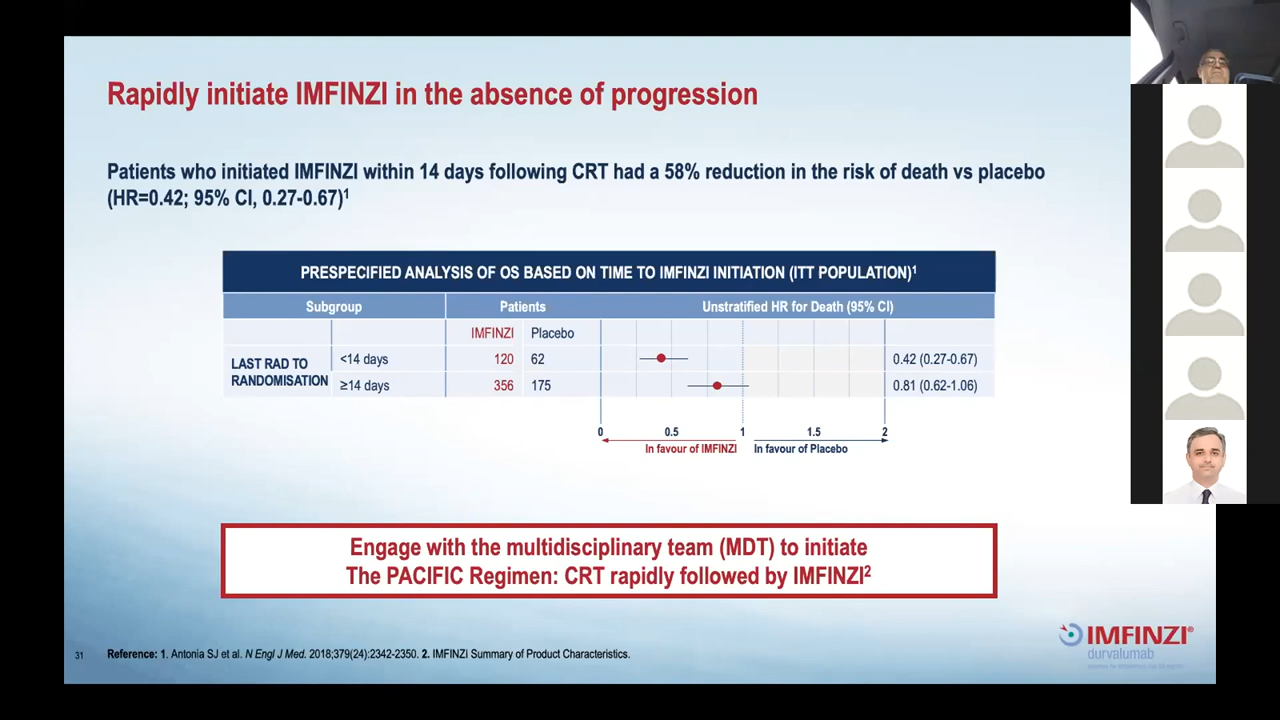 Rapidly initiate IMFINZI in the absence of progression
Patients who initiated IMFINZI within 14 days following CRT had a 58% reduction in the risk of death vs placebo
(HR=0.42; 95% CI, 0.27-0.67)¹
PRESPECIFIED ANALYSIS OF OS BASED ON TIME TO IMFINZI INITIATION (ITT POPULATION)¹
Subgroup Patients Unstratified HR for Death (95% CI)
IMFINZI Placebo
LAST RAD TO
RANDOMISATION
<14 days 120 62 0.42 (0.27-0.67)
≥14 days 356 175 0.81 (0.62-1.06)
0 0.5 1 1.5 2
In favour of IMFINZI In favour of Placebo
Engage with the multidisciplinary team (MDT) to initiate
The PACIFIC Regimen: CRT rapidly followed by IMFINZI²
IMFINZI®
durvalumab
31 Reference: 1. Antonia SJ et al. N Engl J Med. 2018;379(24):2342-2350. 2. IMFINZI Summary of Product Characteristics.